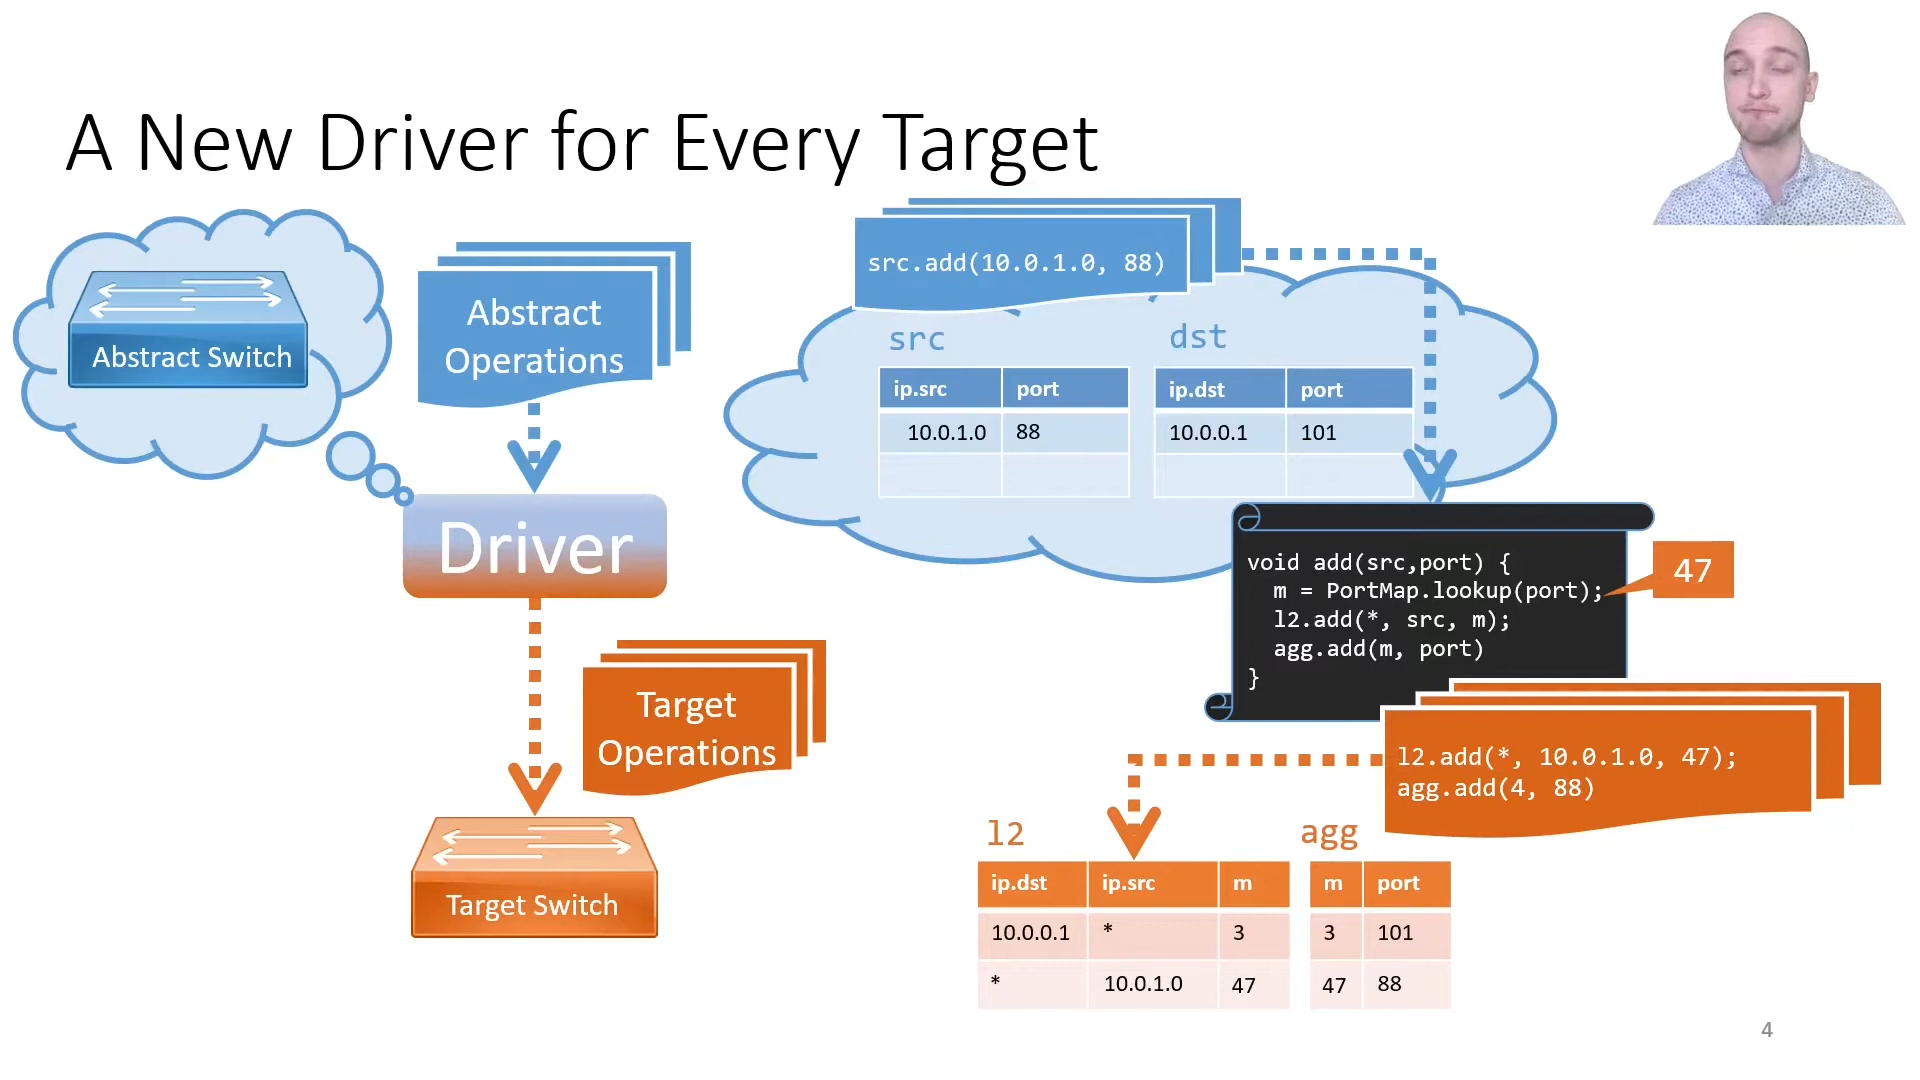 A New Driver for Every Target
Abstract Switch
Abstract
Operations
Driver
Target
Operations
Target Switch
src.add(10.0.1.0, 88)
src
ip.src port
10.0.1.0 88
dst
ip.dst port
10.0.0.1 101
void add(src,port) {
m = PortMap.lookup(port);
l2.add(*, src, m);
agg.add(m, port)
}
47
l2.add(*, 10.0.1.0, 47);
agg.add(4, 88)
l2
ip.dst ip.src m
10.0.0.1 * 3
* 10.0.1.0 47
agg
m port
3 101
47 88
4